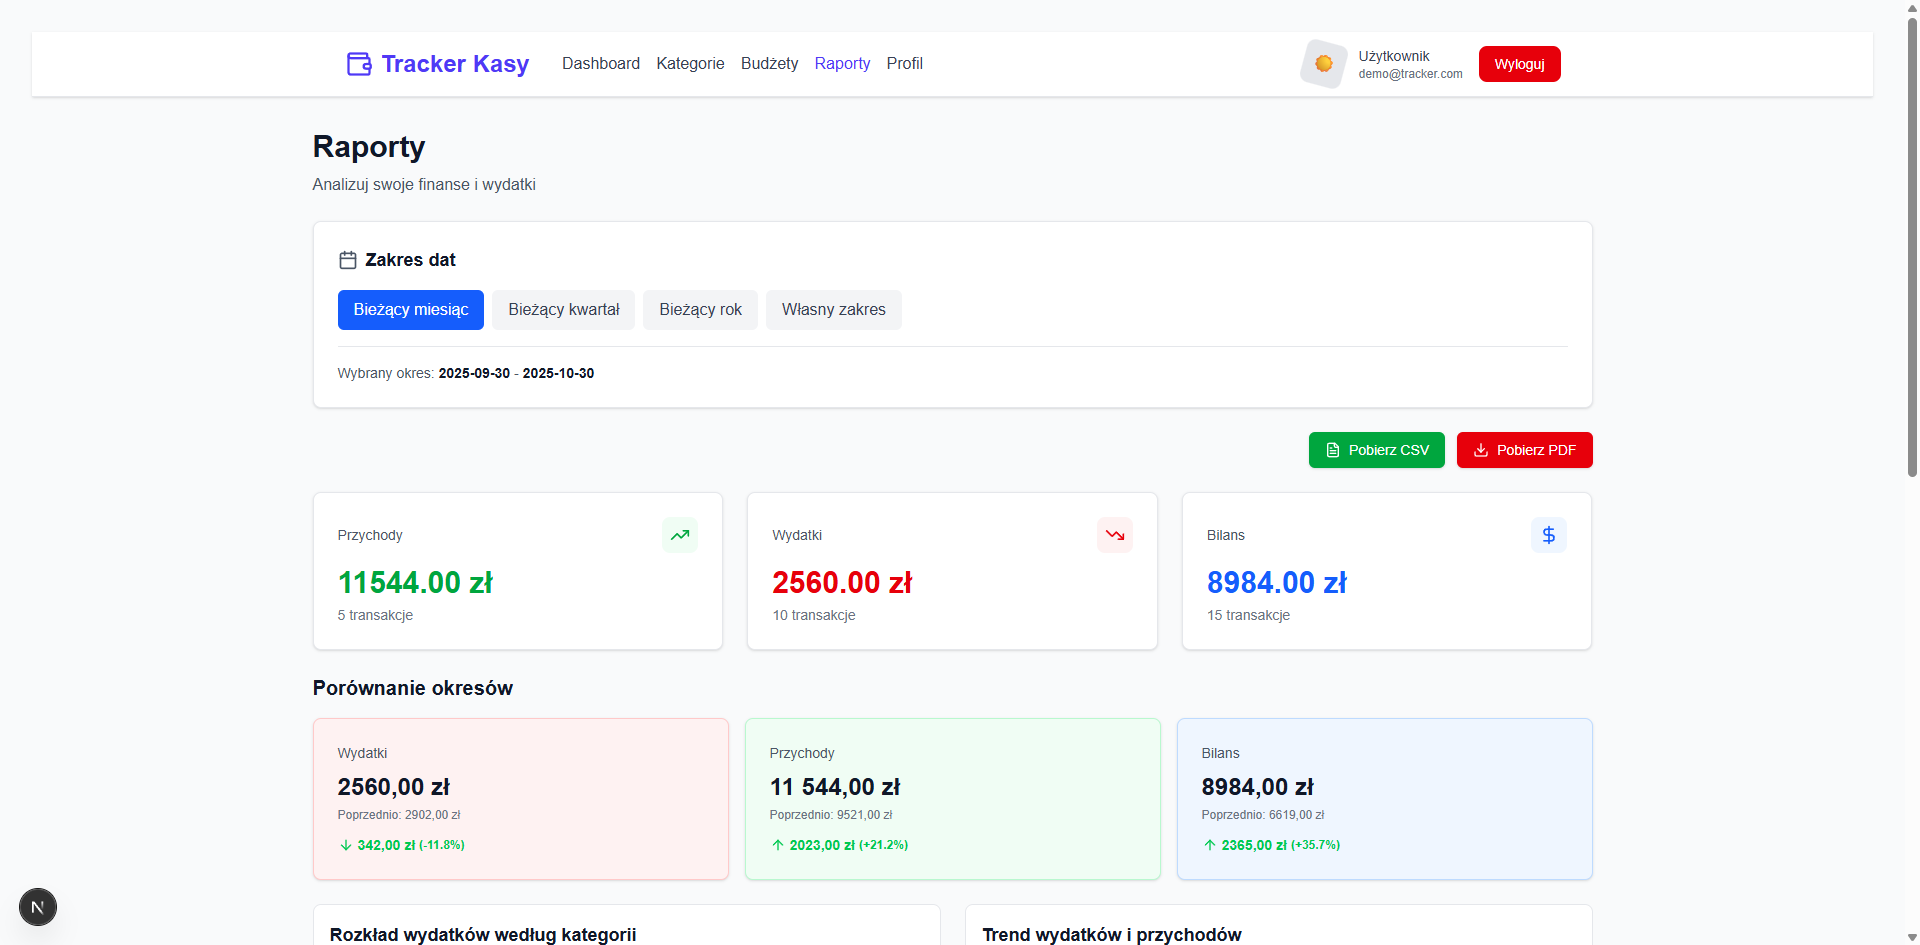 Tracker Kasy
Dashboard Kategorie Budżety Raporty Profil
Użytkownik
demo@tracker.com
Wyloguj
Raporty
Analizuj swoje finanse i wydatki
Zakres dat
Bieżący miesiąc Bieżący kwartał Bieżący rok Własny zakres
Wybrany okres: 2025-09-30 - 2025-10-30
Pobierz CSV Pobierz PDF
Przychody
11544.00 zł
5 transakcje
Wydatki
2560.00 zł
10 transakcje
Bilans
$
8984.00 zł
15 transakcje
Porównanie okresów
Wydatki
2560,00 zł
Poprzednio: 2902,00 zł
↓ 342,00 zł (-11.8%)
Przychody
11 544,00 zł
Poprzednio: 9521,00 zł
↑ 2023,00 zł (+21.2%)
Bilans
8984,00 zł
Poprzednio: 6619,00 zł
↑ 2365,00 zł (+35.7%)
N
Rozkład wydatków według kategorii
Trend wydatków i przychodów